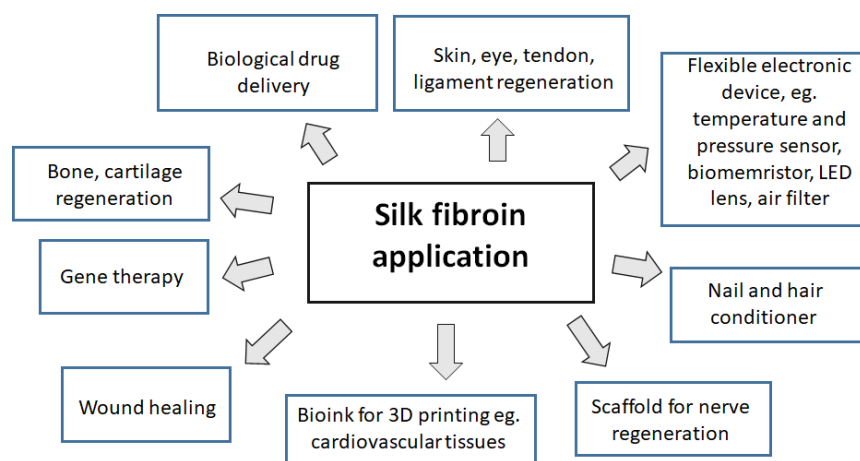 Biological drug
delivery
Skin, eye, tendon,
ligament regeneration
Flexible electronic
device, eg.
temperature and
pressure sensor,
biomemristor, LED
lens, air filter
Bone, cartilage
regeneration
Silk fibroin
application
Gene therapy
Nail and hair
conditioner
Wound healing
Bioink for 3D printing eg.
cardiovascular tissues
Scaffold for nerve
regeneration